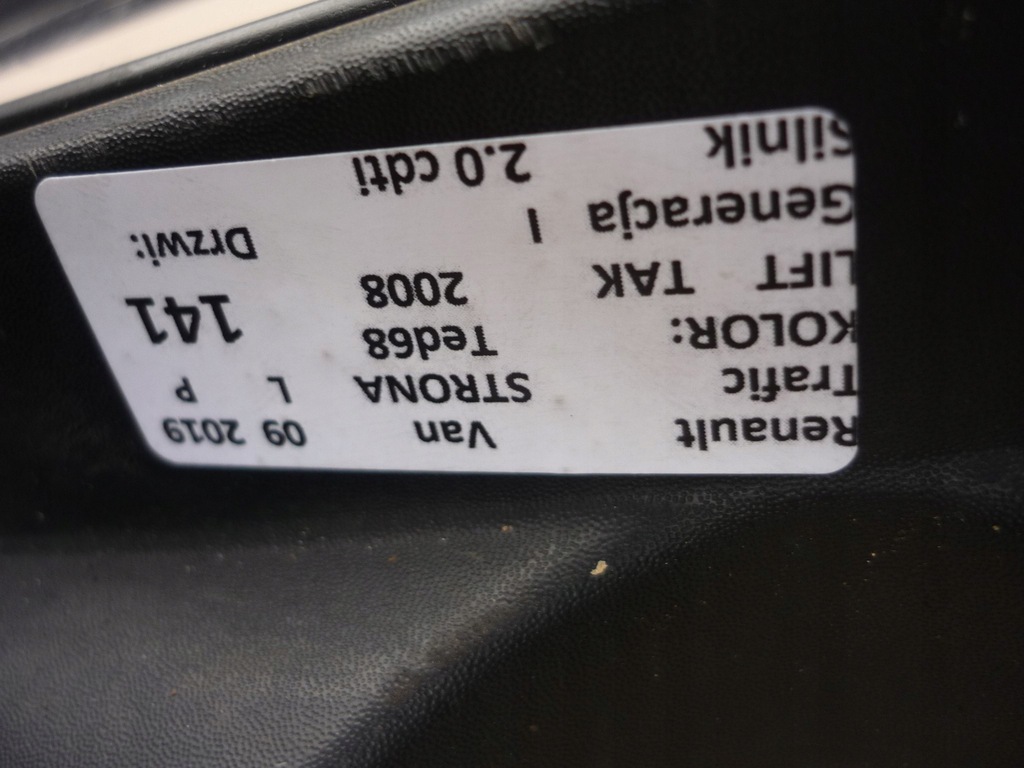 Renault Van 09 2019
Trafic STRONA L P
KOLOR: Ted68 141
LIFT TAK 2008
Generacja I Drzwi:
Silnik 2.0 cdti